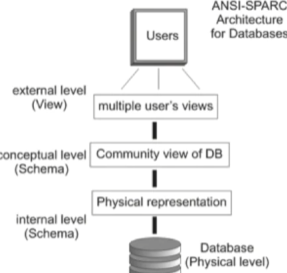 ANSI-SPARC
Architecture
for Databases
Users
external level
(View)
multiple user's views
conceptual level
(Schema)
Community view of DB
Physical representation
internal level
(Schema)
Database
(Physical level)